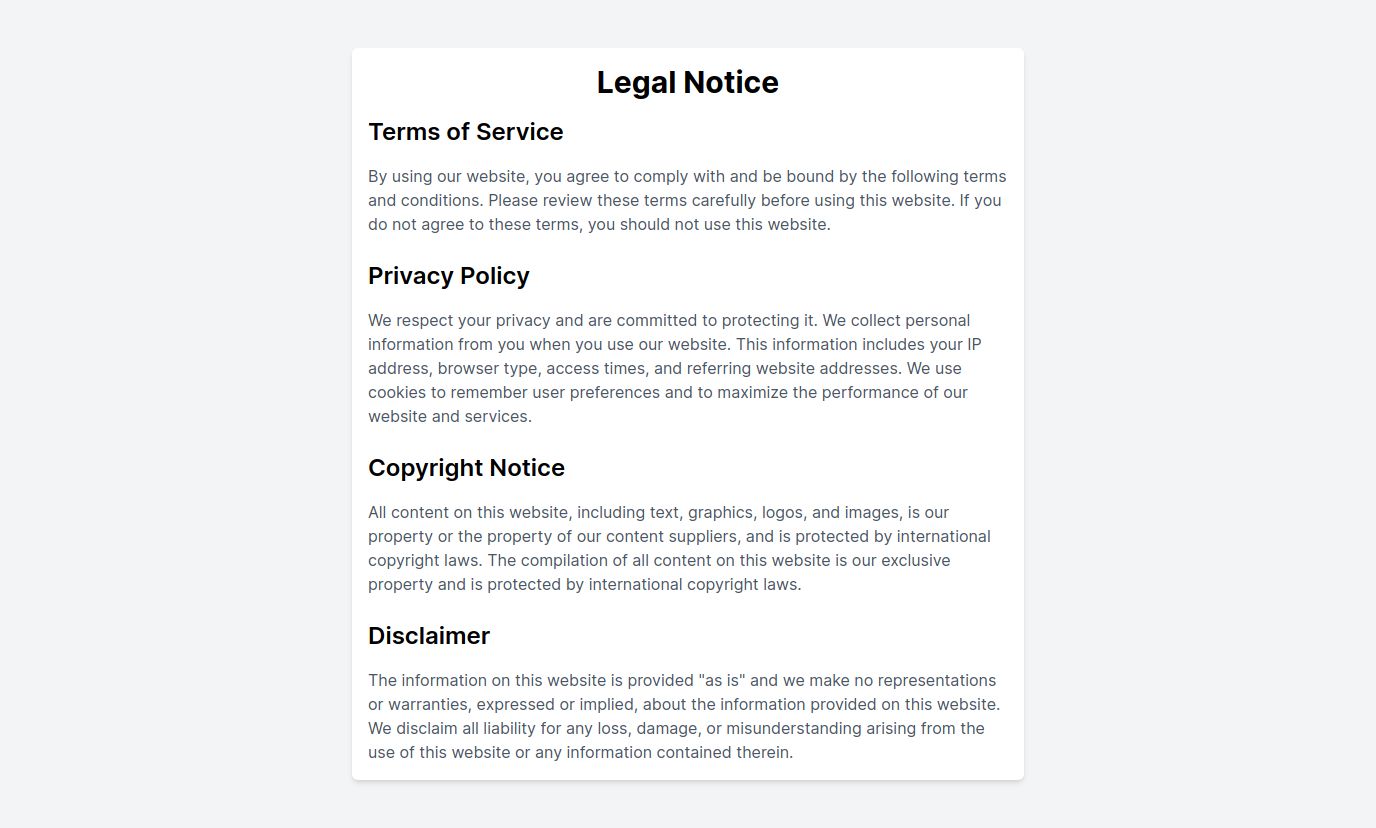 Legal Notice
Terms of Service
By using our website, you agree to comply with and be bound by the following terms
and conditions. Please review these terms carefully before using this website. If you
do not agree to these terms, you should not use this website.
Privacy Policy
We respect your privacy and are committed to protecting it. We collect personal
information from you when you use our website. This information includes your IP
address, browser type, access times, and referring website addresses. We use
cookies to remember user preferences and to maximize the performance of our
website and services.
Copyright Notice
All content on this website, including text, graphics, logos, and images, is our
property or the property of our content suppliers, and is protected by international
copyright laws. The compilation of all content on this website is our exclusive
property and is protected by international copyright laws.
Disclaimer
The information on this website is provided "as is" and we make no representations
or warranties, expressed or implied, about the information provided on this website.
We disclaim all liability for any loss, damage, or misunderstanding arising from the
use of this website or any information contained therein.